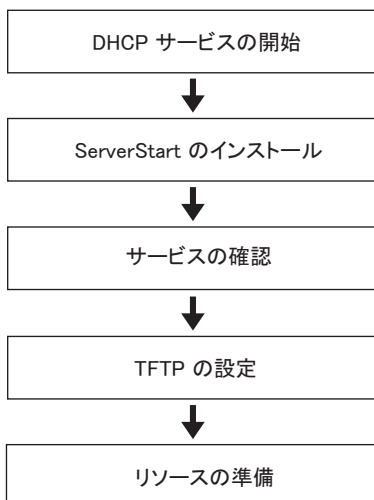 DHCP サービスの開始
ServerStart のインストール
サービスの確認
TFTP の設定
リソースの準備